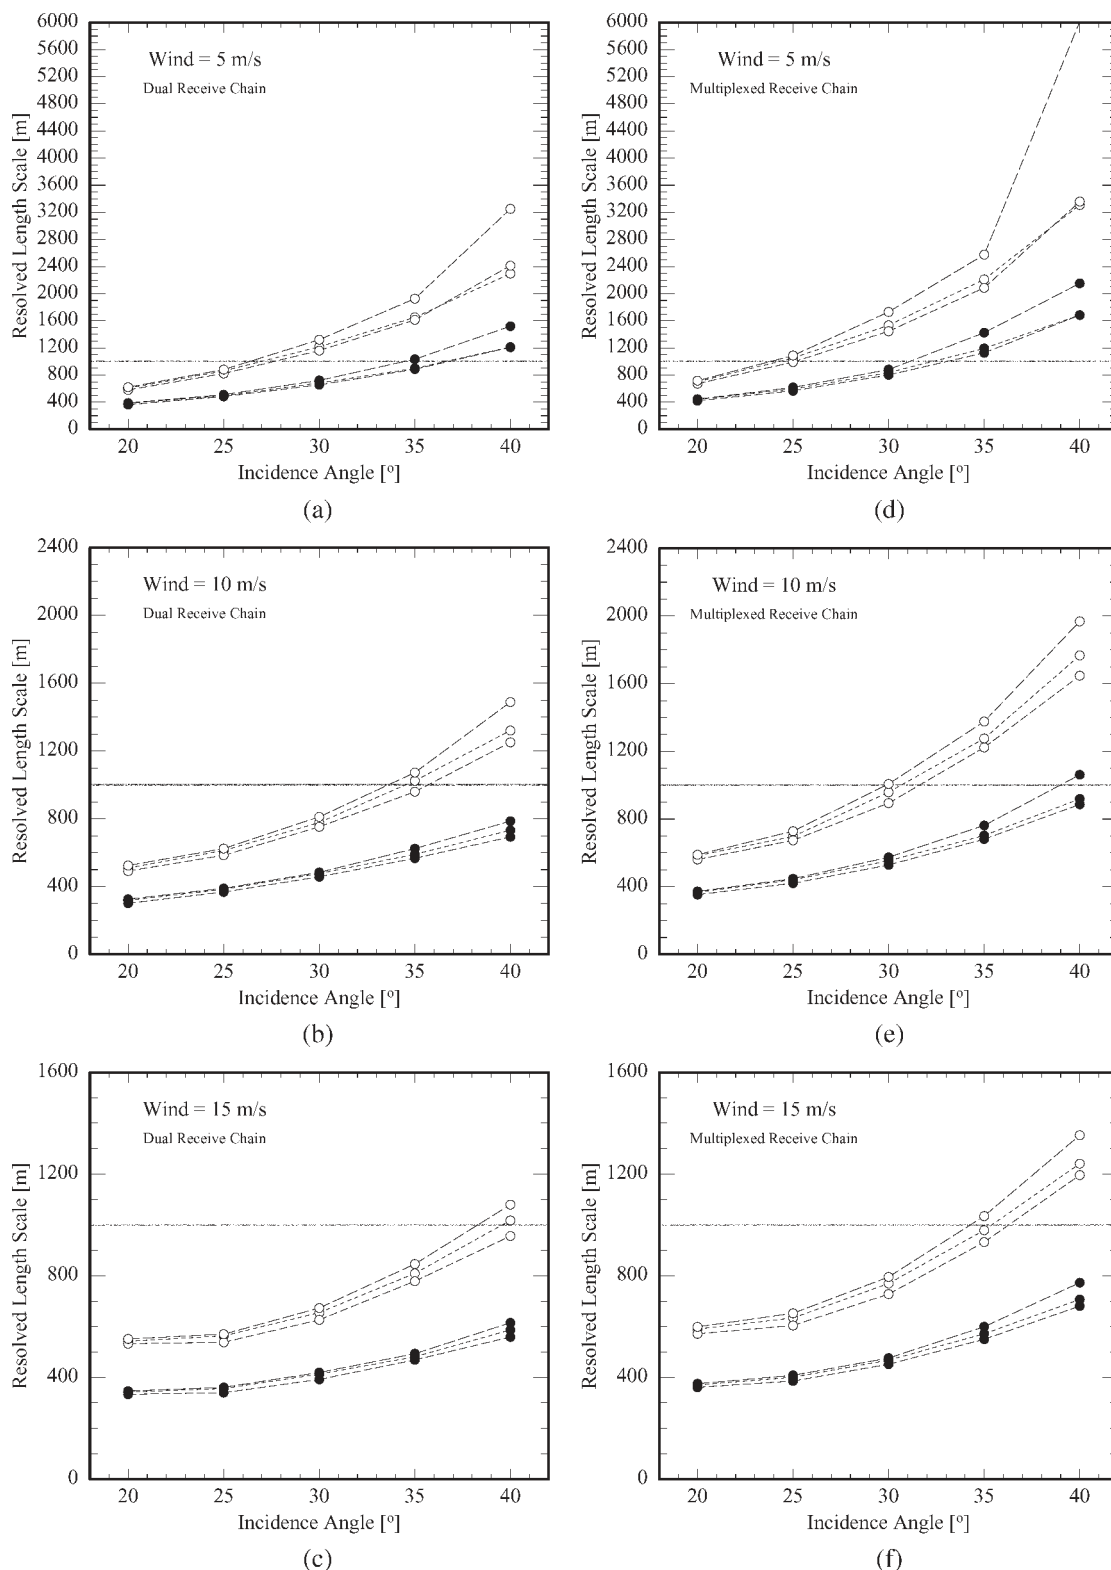 6000
5600
5200
4800
4400
4000
3600
3200
2800
2400
2000
1600
1200
800
400
0
Resolved Length Scale [m]
Wind = 5 m/s
Dual Receive Chain
20 25 30 35 40
Incidence Angle [º]
(a)
6000
5600
5200
4800
4400
4000
3600
3200
2800
2400
2000
1600
1200
800
400
0
Resolved Length Scale [m]
Wind = 5 m/s
Multiplexed Receive Chain
20 25 30 35 40
Incidence Angle [º]
(d)
2400
2000
1600
1200
800
400
0
Resolved Length Scale [m]
Wind = 10 m/s
Dual Receive Chain
20 25 30 35 40
Incidence Angle [º]
(b)
2400
2000
1600
1200
800
400
0
Resolved Length Scale [m]
Wind = 10 m/s
Multiplexed Receive Chain
20 25 30 35 40
Incidence Angle [º]
(e)
1600
1200
800
400
0
Resolved Length Scale [m]
Wind = 15 m/s
Dual Receive Chain
20 25 30 35 40
Incidence Angle [º]
(c)
1600
1200
800
400
0
Resolved Length Scale [m]
Wind = 15 m/s
Multiplexed Receive Chain
20 25 30 35 40
Incidence Angle [º]
(f)